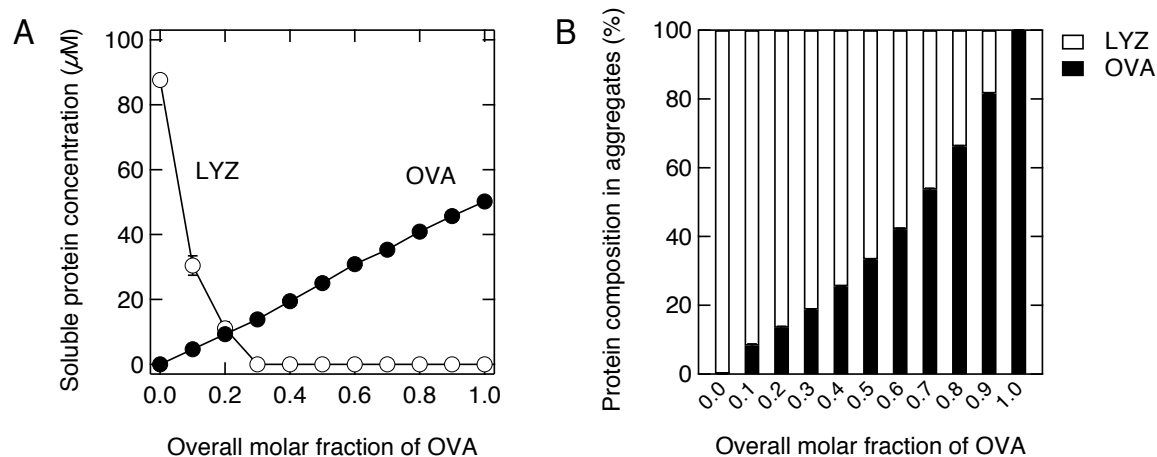 A
Soluble protein concentration (µM)
100
80
60
40
20
0
LYZ
OVA
0.0 0.2 0.4 0.6 0.8 1.0
Overall molar fraction of OVA
B
Protein composition in aggregates (%)
100
80
60
40
20
0
0.0 0.1 0.2 0.3 0.4 0.5 0.6 0.7 0.8 0.9 1.0
Overall molar fraction of OVA
LYZ
OVA